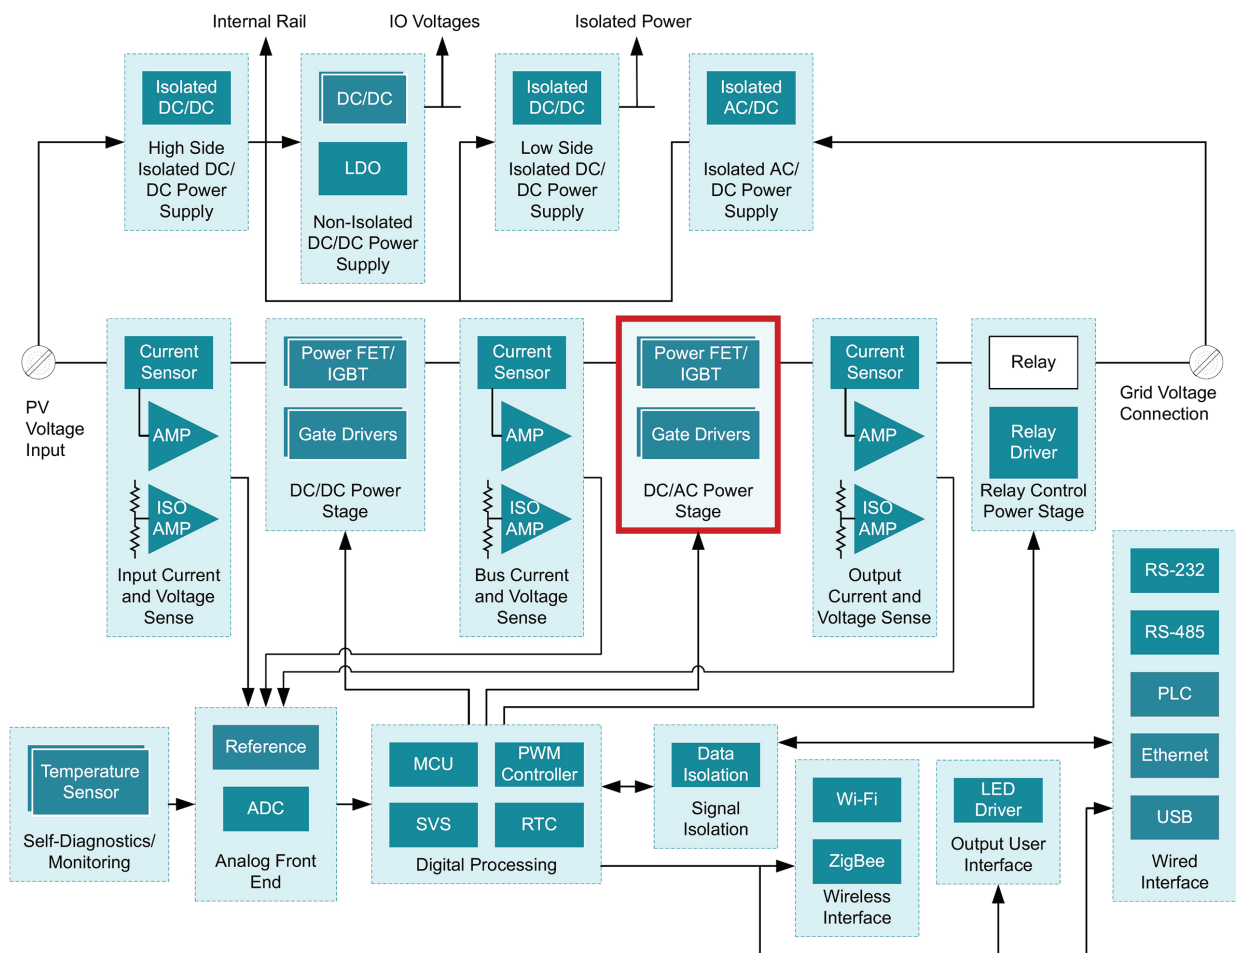 Internal Rail
IO Voltages
Isolated Power
Isolated
DC/DC
High Side
Isolated DC/
DC Power
Supply
DC/DC
LDO
Non-Isolated
DC/DC Power
Supply
Isolated
DC/DC
Low Side
Isolated DC/
DC Power
Supply
Isolated
AC/DC
Isolated AC/
DC Power
Supply
PV
Voltage
Input
Current
Sensor
AMP
ISO
AMP
Input Current
and Voltage
Sense
Power FET/
IGBT
Gate Drivers
DC/DC Power
Stage
Current
Sensor
AMP
ISO
AMP
Bus Current
and Voltage
Sense
Power FET/
IGBT
Gate Drivers
DC/AC Power
Stage
Current
Sensor
AMP
ISO
AMP
Output
Current and
Voltage Sense
Relay
Relay
Driver
Relay Control
Power Stage
Grid Voltage
Connection
Temperature
Sensor
Self-Diagnostics/
Monitoring
Reference
ADC
Analog Front
End
MCU
PWM
Controller
SVS
RTC
Digital Processing
Data
Isolation
Signal
Isolation
Wi-Fi
ZigBee
Wireless
Interface
LED
Driver
Output User
Interface
RS-232
RS-485
PLC
Ethernet
USB
Wired
Interface